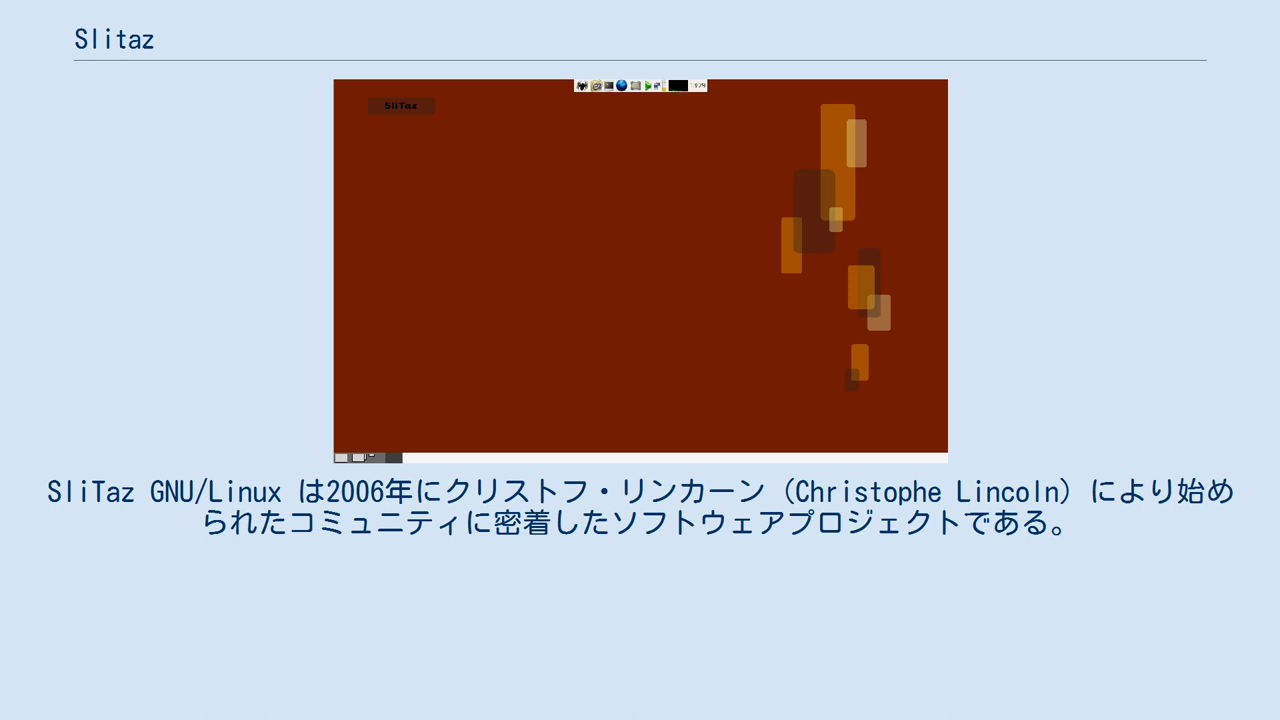 Slitaz
SliTaz
SliTaz GNU/Linux は2006年にクリストフ・リンカーン（Christophe Lincoln）により始め
られたコミュニティに密着したソフトウェアプロジェクトである。